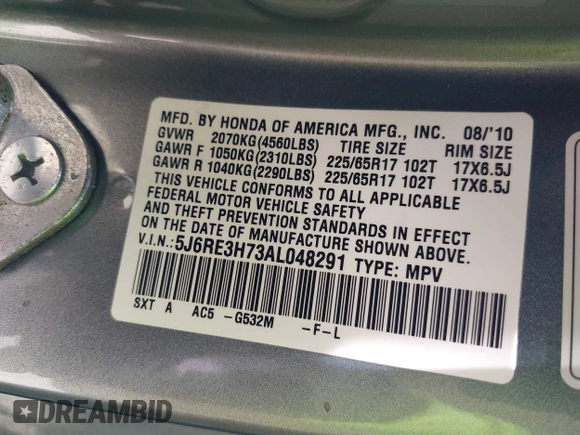 MFD. BY HONDA OF AMERICA MFG., INC. 08/'10
GVWR 2070KG(4560LBS) TIRE SIZE RIM SIZE
GAWR F 1050KG(2310LBS) 225/65R17 102T 17X6.5J
GAWR R 1040KG(2290LBS) 225/65R17 102T 17X6.5J
THIS VEHICLE CONFORMS TO ALL APPLICABLE
FEDERAL MOTOR VEHICLE SAFETY
AND THEFT PREVENTION STANDARDS IN EFFECT
ON THE DATE OF MANUFACTURE SHOWN ABOVE.
V.I.N.: 5J6RE3H73AL048291 TYPE: MPV
SXT A AC5 -G532M -F-L
DREAMBID